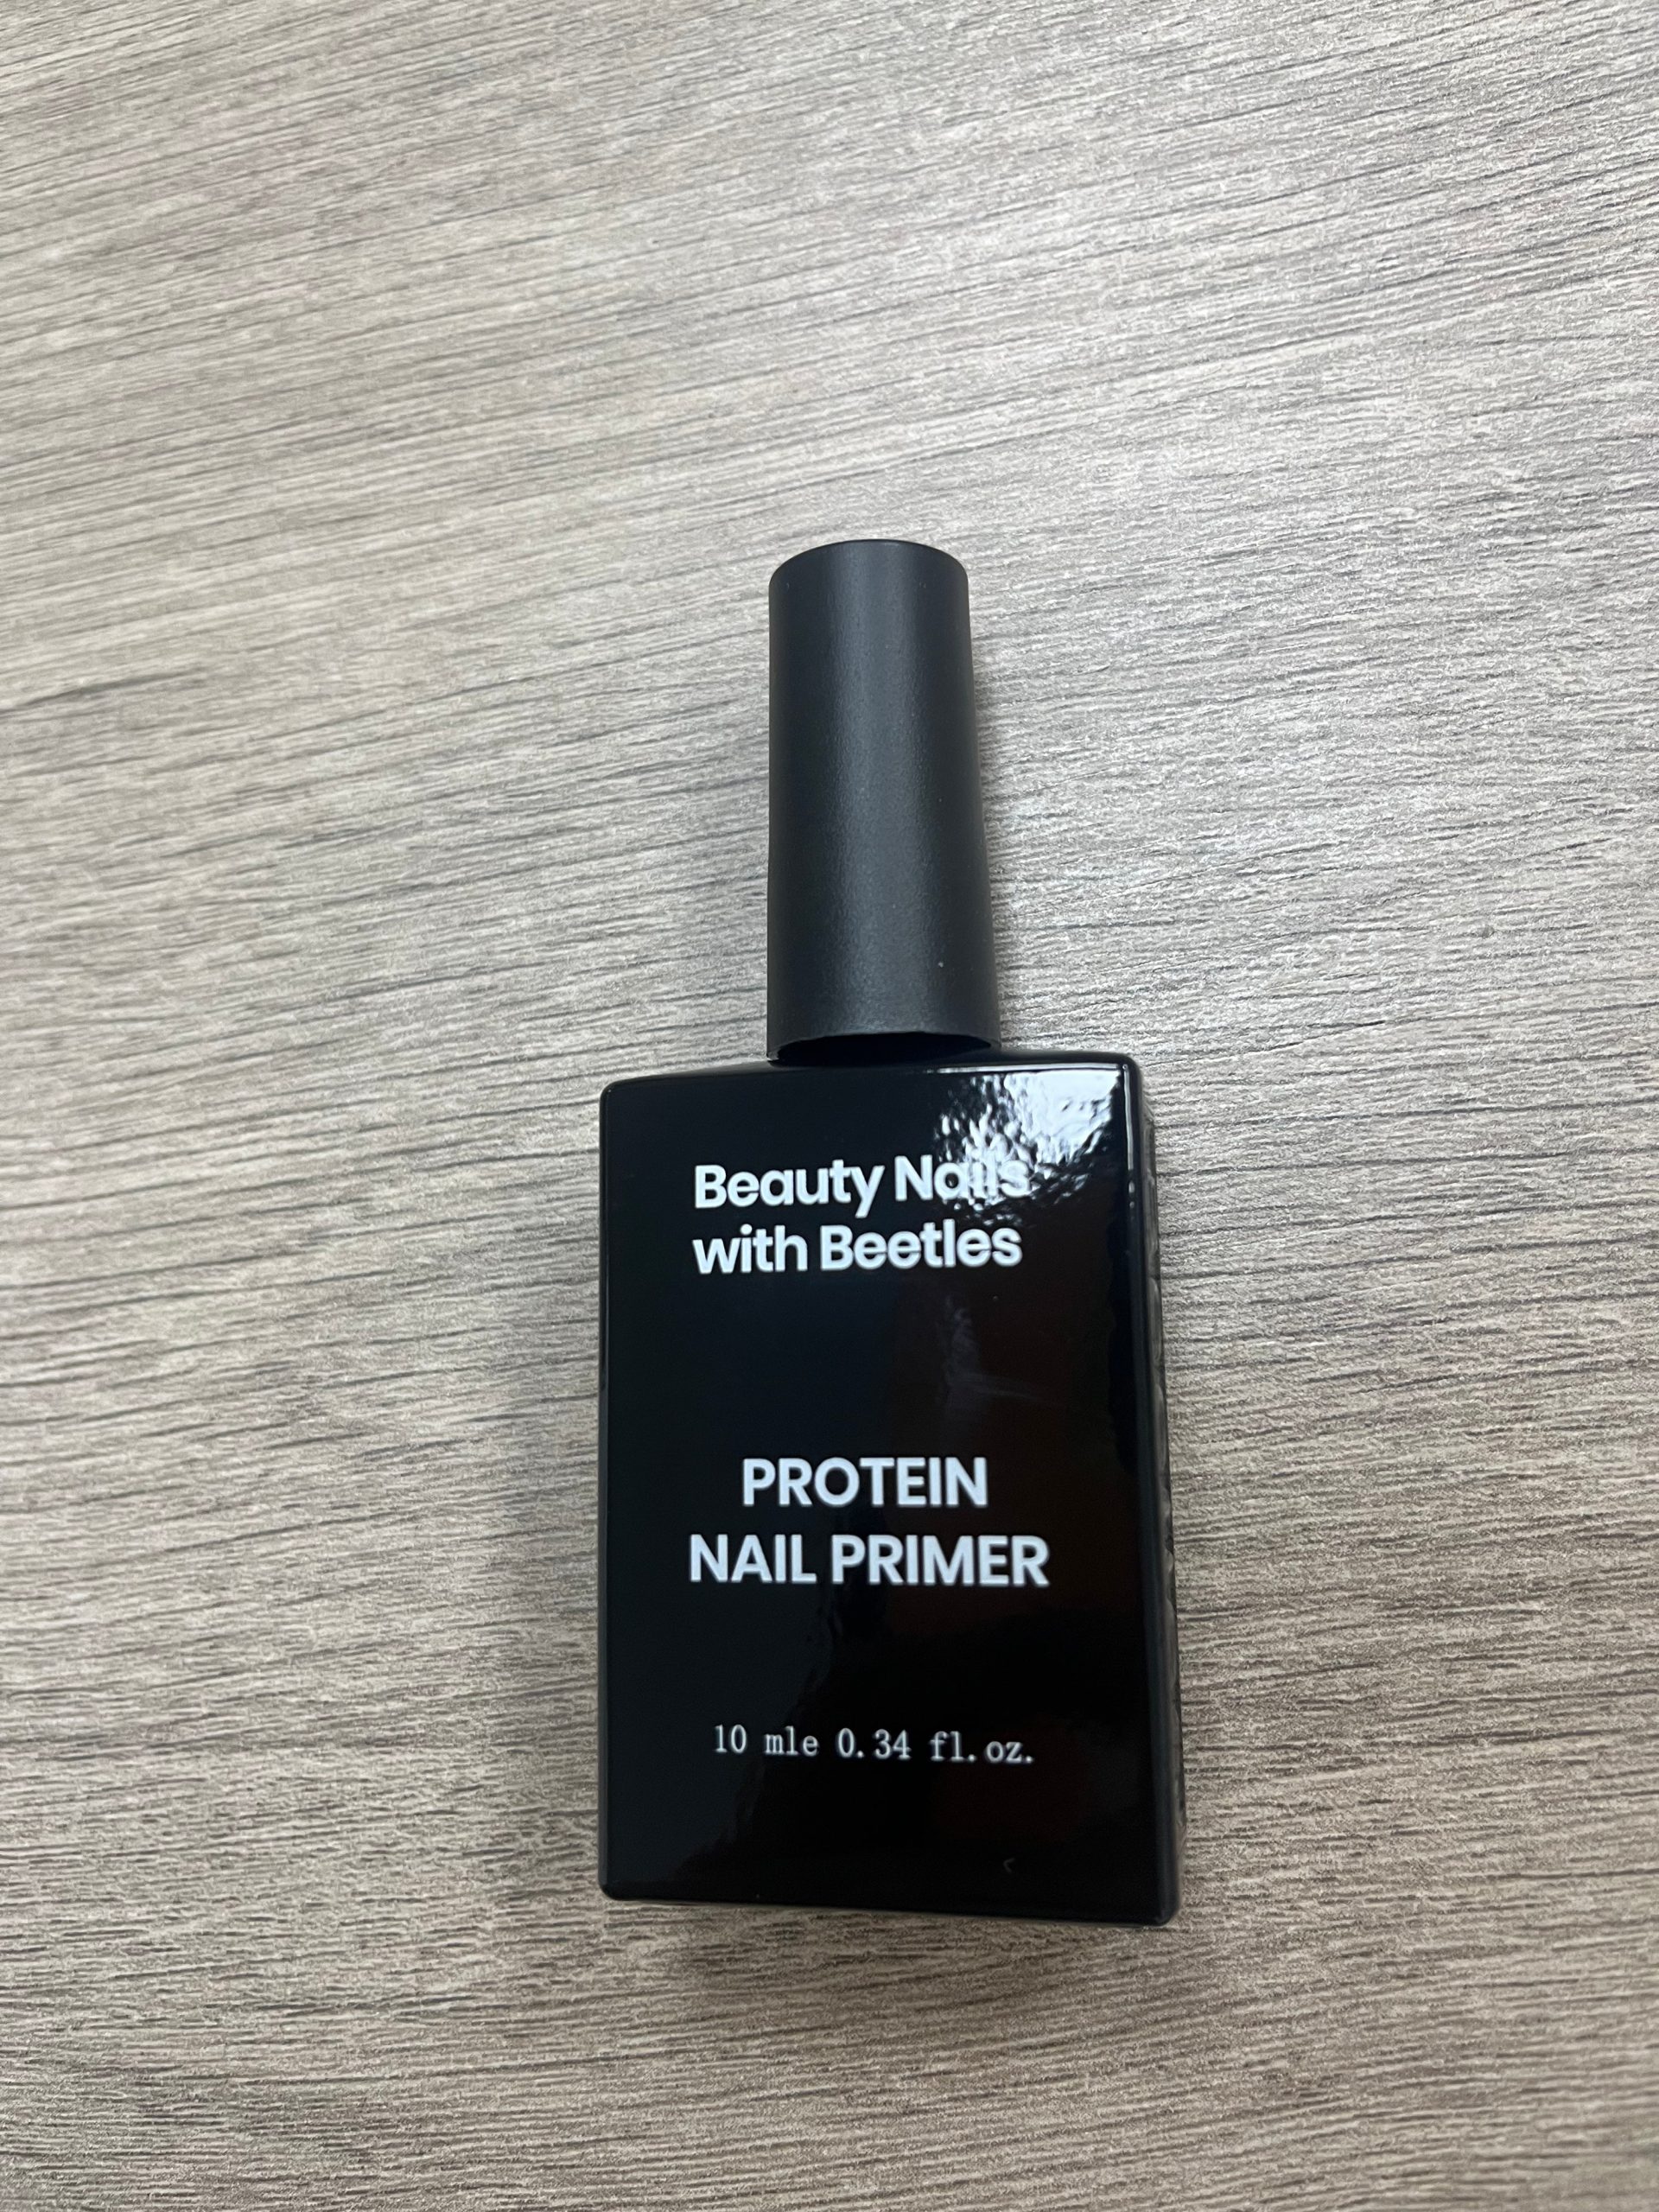 Beauty Nails
with Beetles
PROTEIN
NAIL PRIMER
10 mle 0.34 fl.oz.